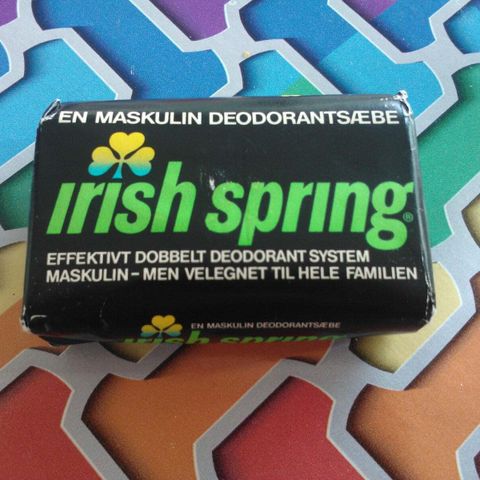 EN MASKULIN DEODORANTSÆBE
irish spring®
EFFEKTIVT DOBBELT DEODORANT SYSTEM
MASKULIN – MEN VELEGNET TIL HELE FAMILIEN
EN MASKULIN DEODORANTSÆBE
irish spring